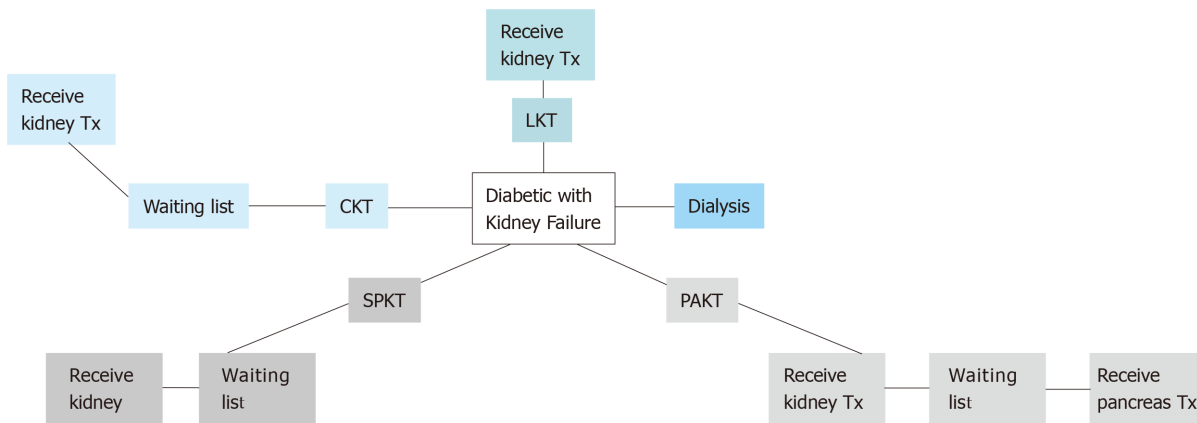 Receive
kidney Tx
LKT
Receive
kidney Tx
Waiting list
CKT
Diabetic with
Kidney Failure
Dialysis
SPKT
PAKT
Receive
kidney
Waiting
list
Receive
kidney Tx
Waiting
list
Receive
pancreas Tx